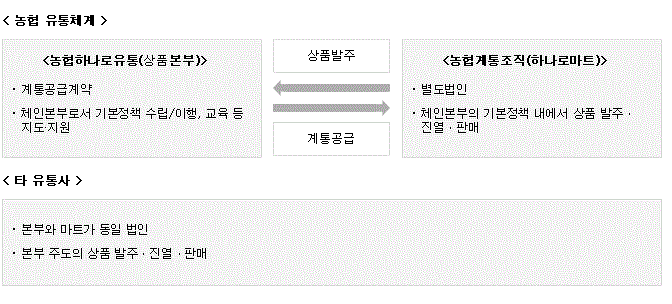 < 농협 유통체계 >
<농협하나로유통(상품본부)>
· 계통공급계약
· 체인본부로서 기본정책 수립/이행, 교육 등
지도·지원
상품발주
계통공급
<농협계통조직(하나로마트)>
· 별도법인
· 체인본부의 기본정책 내에서 상품 발주 ·
진열 · 판매
< 타 유통사 >
· 본부와 마트가 동일 법인
· 본부 주도의 상품 발주 · 진열 · 판매